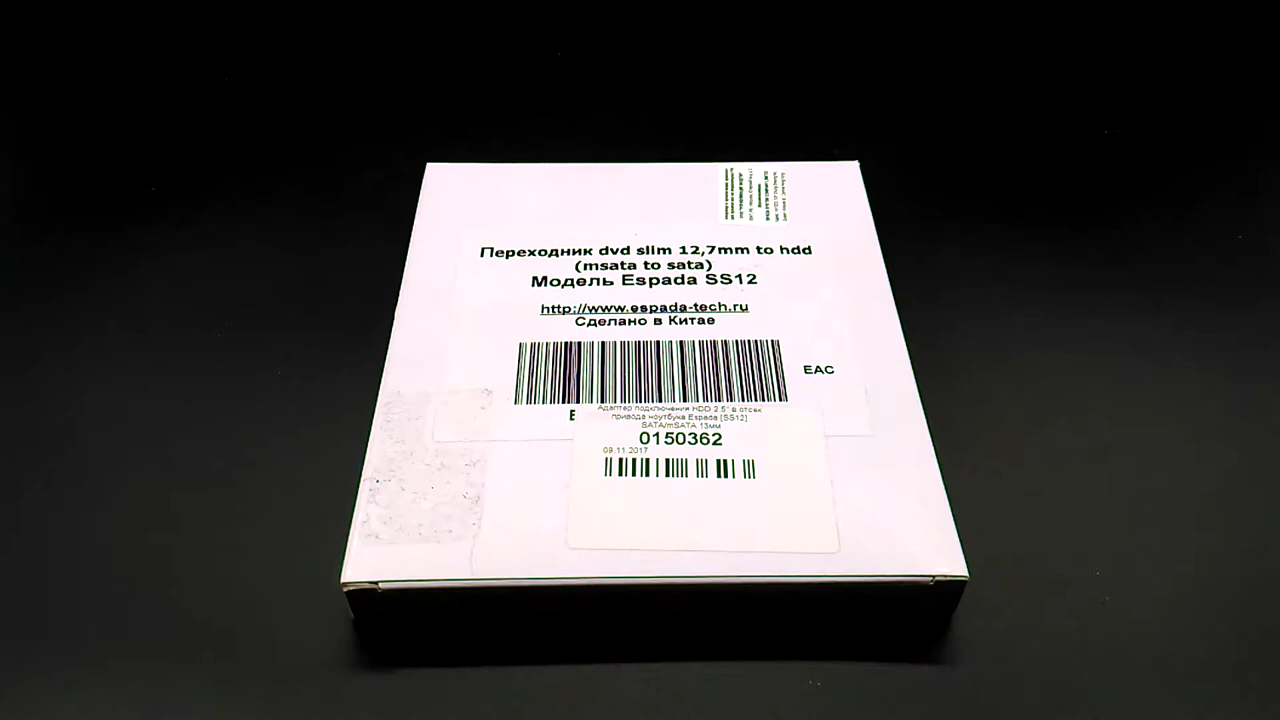 Переходник dvd slim 12,7mm to hdd
(msata to sata)
Модель Espada SS12
http://www.espada-tech.ru
Сделано в Китае
EAC
E
Адаптер подключения HDD 2.5" в отсек
привода ноутбука Espada [SS12]
SATA/mSATA 13мм
0150362
09.11.2017